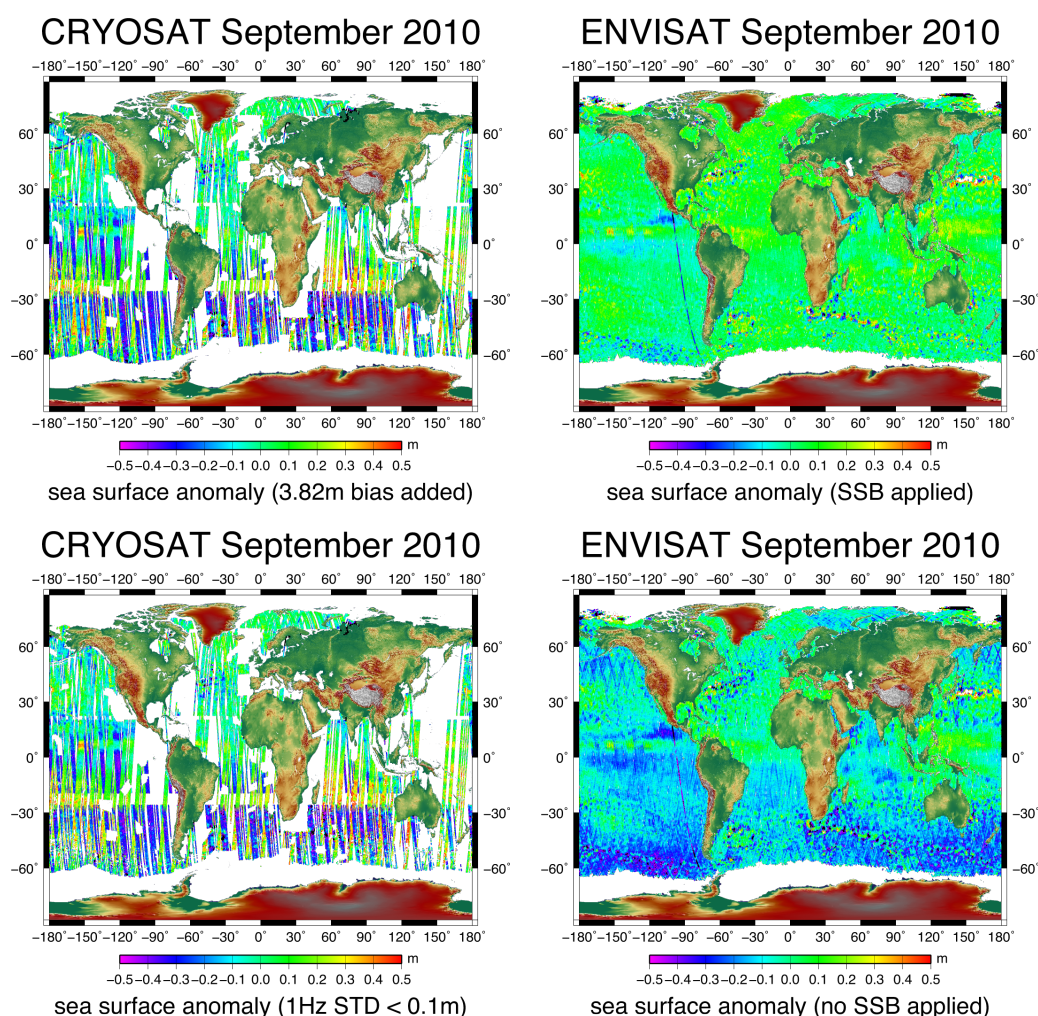 CRYOSAT September 2010
−180°−150°−120° −90° −60° −30° 0° 30° 60° 90° 120° 150° 180°
60° 60°
30° 30°
0° 0°
−30° −30°
−60° −60°
−180°−150°−120° −90° −60° −30° 0° 30° 60° 90° 120° 150° 180°
m
−0.5−0.4−0.3−0.2−0.1 0.0 0.1 0.2 0.3 0.4 0.5
sea surface anomaly (3.82m bias added)
ENVISAT September 2010
−180°−150°−120° −90° −60° −30° 0° 30° 60° 90° 120° 150° 180°
60° 60°
30° 30°
0° 0°
−30° −30°
−60° −60°
−180°−150°−120° −90° −60° −30° 0° 30° 60° 90° 120° 150° 180°
m
−0.5−0.4−0.3−0.2−0.1 0.0 0.1 0.2 0.3 0.4 0.5
sea surface anomaly (SSB applied)
CRYOSAT September 2010
−180°−150°−120° −90° −60° −30° 0° 30° 60° 90° 120° 150° 180°
60° 60°
30° 30°
0° 0°
−30° −30°
−60° −60°
−180°−150°−120° −90° −60° −30° 0° 30° 60° 90° 120° 150° 180°
m
−0.5−0.4−0.3−0.2−0.1 0.0 0.1 0.2 0.3 0.4 0.5
sea surface anomaly (1Hz STD < 0.1m)
ENVISAT September 2010
−180°−150°−120° −90° −60° −30° 0° 30° 60° 90° 120° 150° 180°
60° 60°
30° 30°
0° 0°
−30° −30°
−60° −60°
−180°−150°−120° −90° −60° −30° 0° 30° 60° 90° 120° 150° 180°
m
−0.5−0.4−0.3−0.2−0.1 0.0 0.1 0.2 0.3 0.4 0.5
sea surface anomaly (no SSB applied)